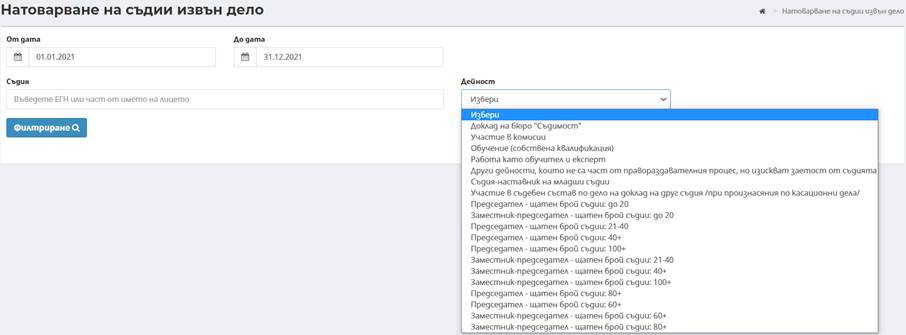 Натоварване на съдии извън дело
Натоварване на съдии извън дело
От дата
До дата
01.01.2021
31.12.2021
Съдия
Дейност
Въведете ЕГН или част от името на лицето
Избери
Филтриране
Избери
Доклад на бюро "Съдимост"
Участие в комисии
Обучение (собствена квалификация)
Работа като обучител и експерт
Други дейности, които не са част от правораздавателния процес, но изискват заетост от съдията
Съдия-наставник на младши съдии
Участие в съдебен състав по дело на доклад на друг съдия /при произнасяния по касационни дела/
Председател - щатен брой съдии: до 20
Заместник-председател - щатен брой съдии: до 20
Председател - щатен брой съдии: 21-40
Председател - щатен брой съдии: 40+
Председател - щатен брой съдии: 100+
Заместник-председател - щатен брой съдии: 21-40
Заместник-председател - щатен брой съдии: 40+
Заместник-председател - щатен брой съдии: 100+
Председател - щатен брой съдии: 80+
Председател - щатен брой съдии: 60+
Заместник-председател - щатен брой съдии: 60+
Заместник-председател - щатен брой съдии: 80+